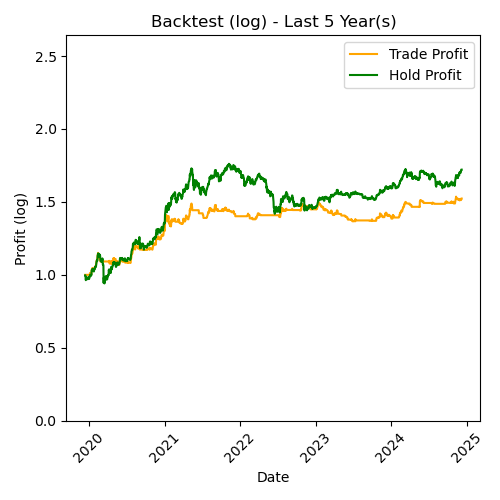 Backtest (log) - Last 5 Year(s)
Trade Profit
Hold Profit
Profit (log)
2.5
2.0
1.5
1.0
0.5
0.0
2020
2021
2022
2023
2024
2025
Date